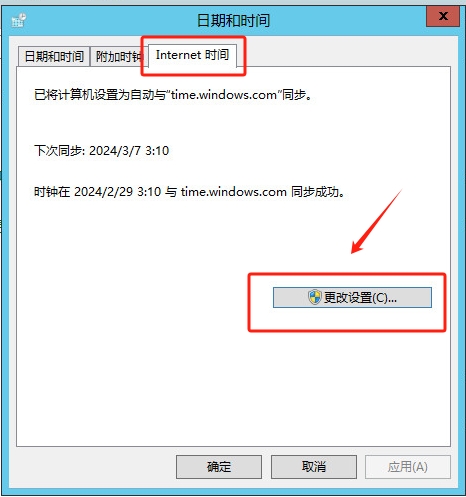 日期和时间
日期和时间 附加时钟 Internet 时间
已将计算机设置为自动与"time.windows.com"同步。
下次同步: 2024/3/7 3:10
时钟在 2024/2/29 3:10 与 time.windows.com 同步成功。
更改设置(C)...
确定 取消 应用(A)